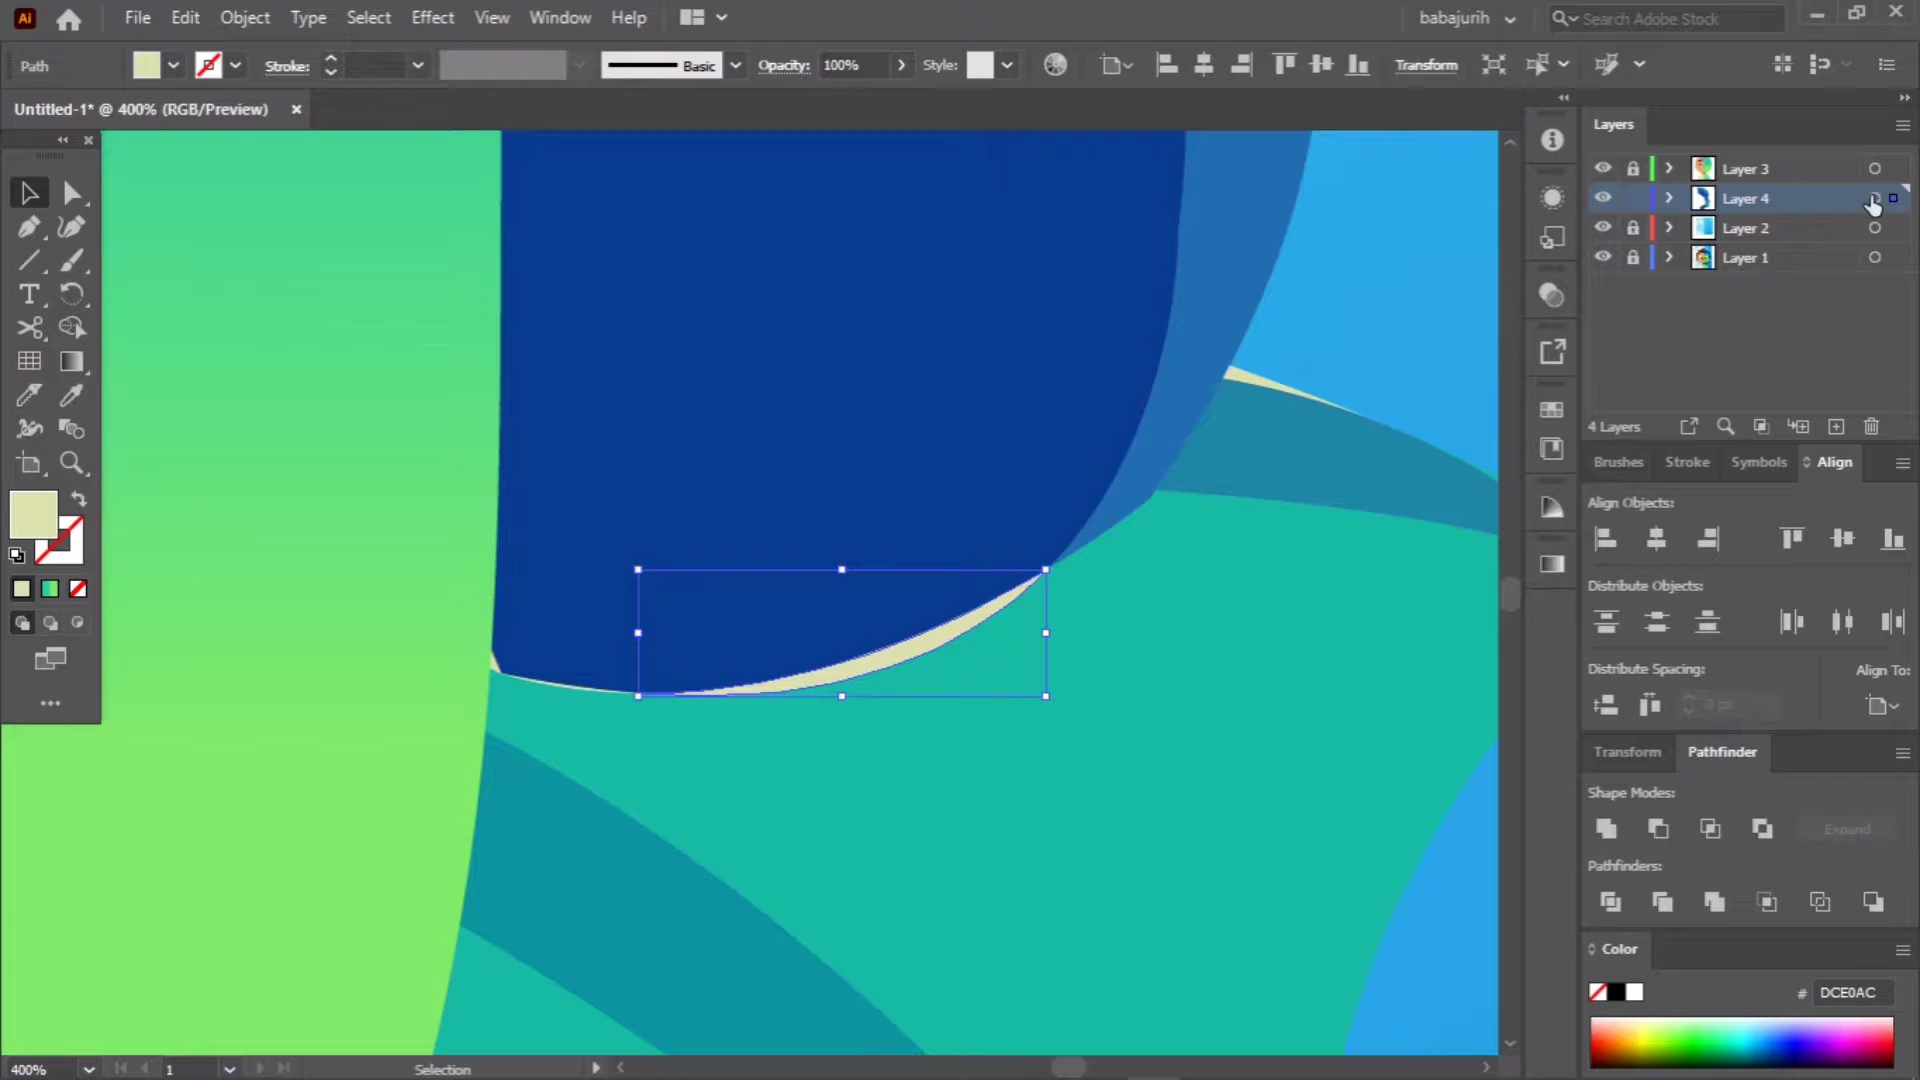 Ai File Edit Object Type Select Effect View Window Help babajurih Search Adobe Stock
Path Stroke: Basic Opacity: 100% Style: Transform
Untitled-1* @ 400% (RGB/Preview)
Layers
Layer 3
Layer 4
Layer 2
Layer 1
4 Layers
Brushes Stroke Symbols Align
Align Objects:
Distribute Objects:
Distribute Spacing: Align To:
Transform Pathfinder
Shape Modes:
Expand
Pathfinders:
Color
# DCE0AC
400% 1 Selection